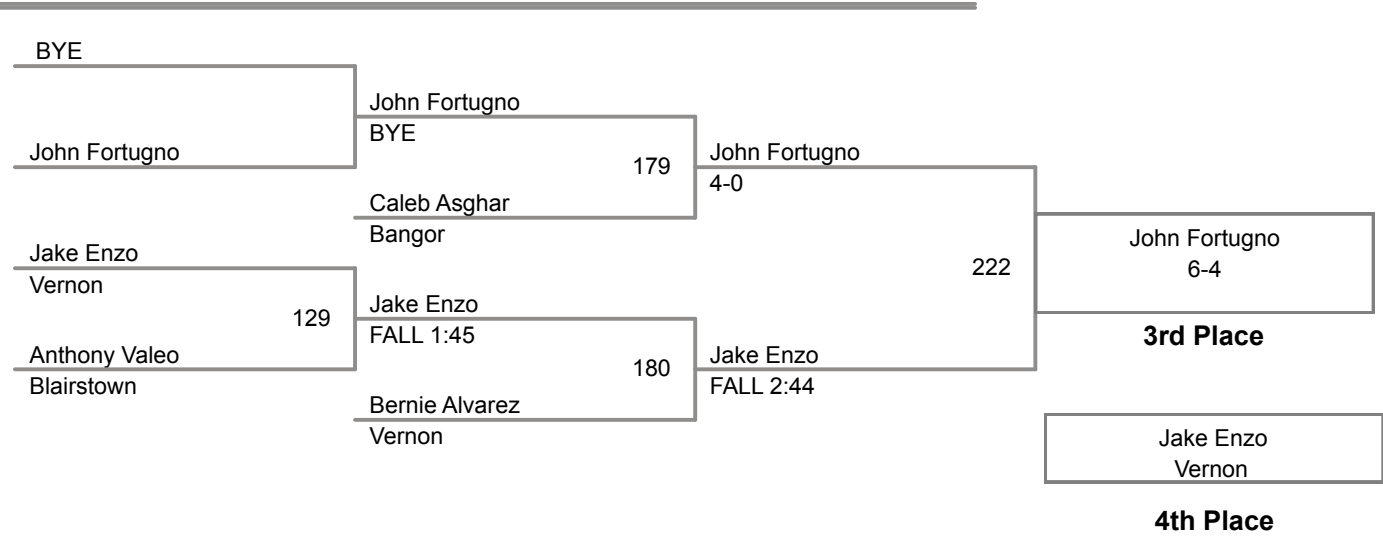 BYE
John Fortugno
BYE
John Fortugno
179
John Fortugno
4-0
Caleb Asghar
Bangor
Jake Enzo
Vernon
129
Jake Enzo
FALL 1:45
Anthony Valeo
Blairstown
180
Jake Enzo
FALL 2:44
Bernie Alvarez
Vernon
222
John Fortugno
6-4
3rd Place
Jake Enzo
Vernon
4th Place